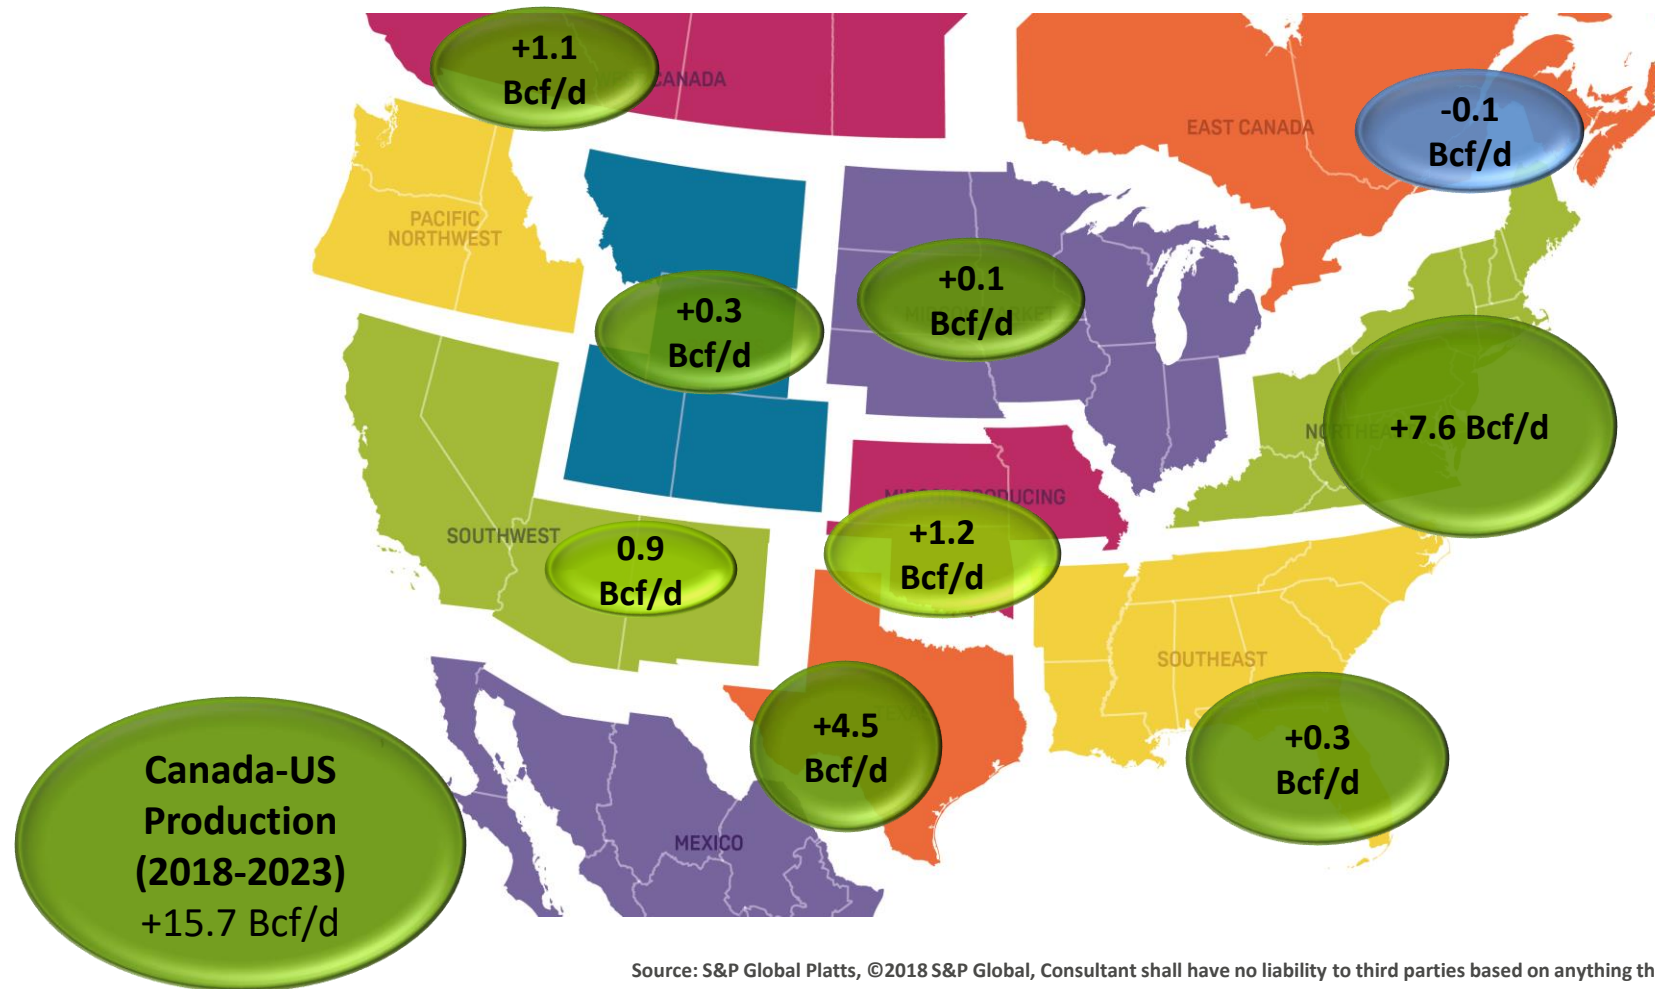 +1.1
Bcf/d
CANADA
EAST CANADA
-0.1
Bcf/d
PACIFIC
NORTHWEST
+0.3
Bcf/d
+0.1
Bcf/d
+7.6 Bcf/d
SOUTHWEST
0.9
Bcf/d
PRODUCING
+1.2
Bcf/d
SOUTHEAST
+4.5
Bcf/d
+0.3
Bcf/d
MEXICO
Canada-US
Production
(2018-2023)
+15.7 Bcf/d
Source: S&P Global Platts, ©2018 S&P Global, Consultant shall have no liability to third parties based on anything th